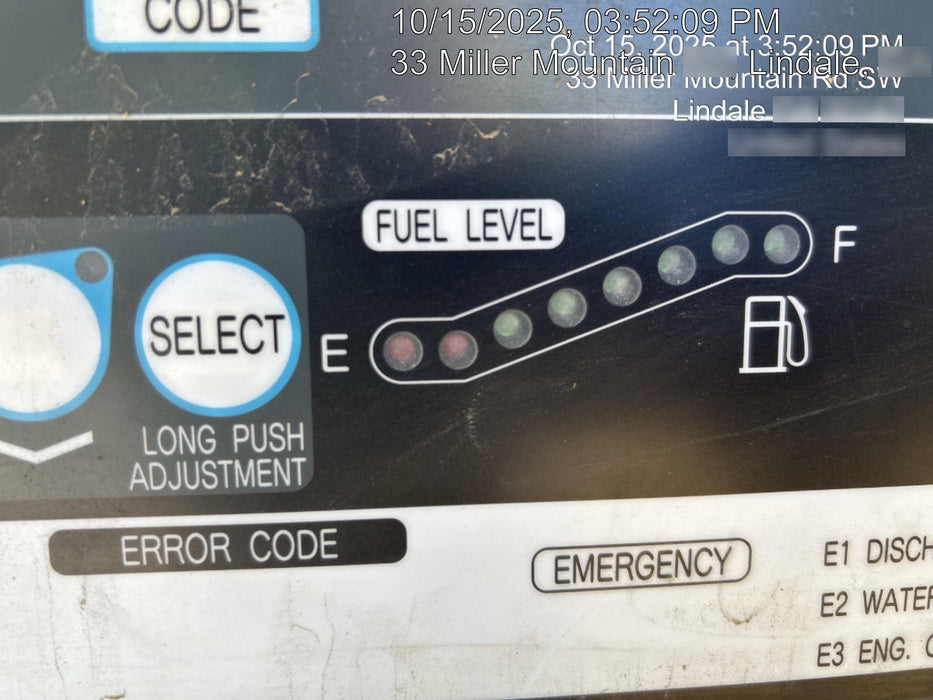 CODE
10/15/2025, 03:52:09 PM
Oct 15, 2025 at 3:52:09 PM
33 Miller Mountain Lindale,
33 Miller Mountain Rd SW
Lindale
FUEL LEVEL
F
SELECT
E
LONG PUSH
ADJUSTMENT
ERROR CODE
EMERGENCY
E1 DISCH
E2 WATER
E3 ENG.